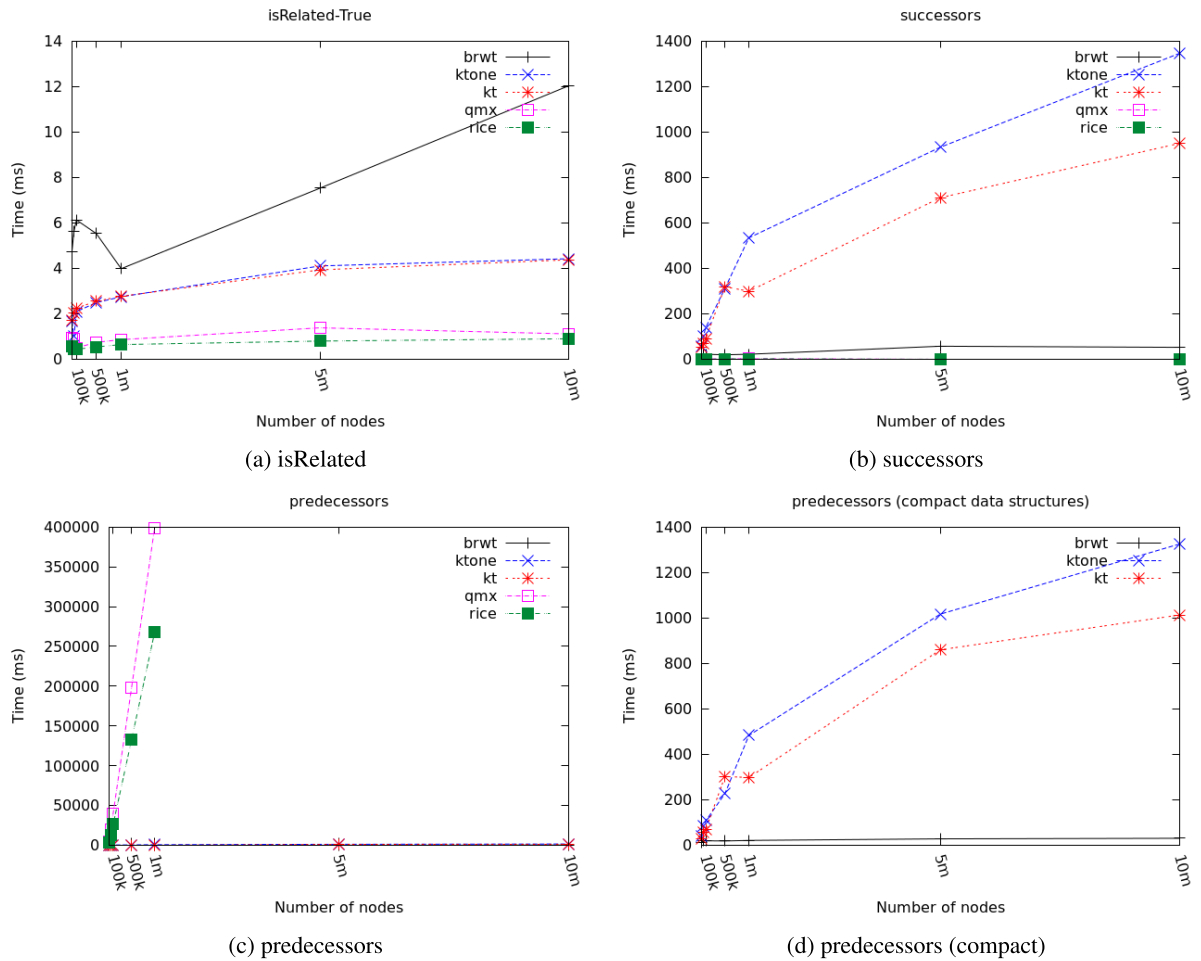 isRelated-True
14
12
10
8
6
4
2
0
Time (ms)
brwt
ktone
kt
qmx
rice
100k
500k
1m
5m
10m
Number of nodes
(a) isRelated
successors
1400
1200
1000
800
600
400
200
0
Time (ms)
brwt
ktone
kt
qmx
rice
100k
500k
1m
5m
10m
Number of nodes
(b) successors
predecessors
400000
350000
300000
250000
200000
150000
100000
50000
0
Time (ms)
brwt
ktone
kt
qmx
rice
100k
500k
1m
5m
10m
Number of nodes
(c) predecessors
predecessors (compact data structures)
1400
1200
1000
800
600
400
200
0
Time (ms)
brwt
ktone
kt
100k
500k
1m
5m
10m
Number of nodes
(d) predecessors (compact)